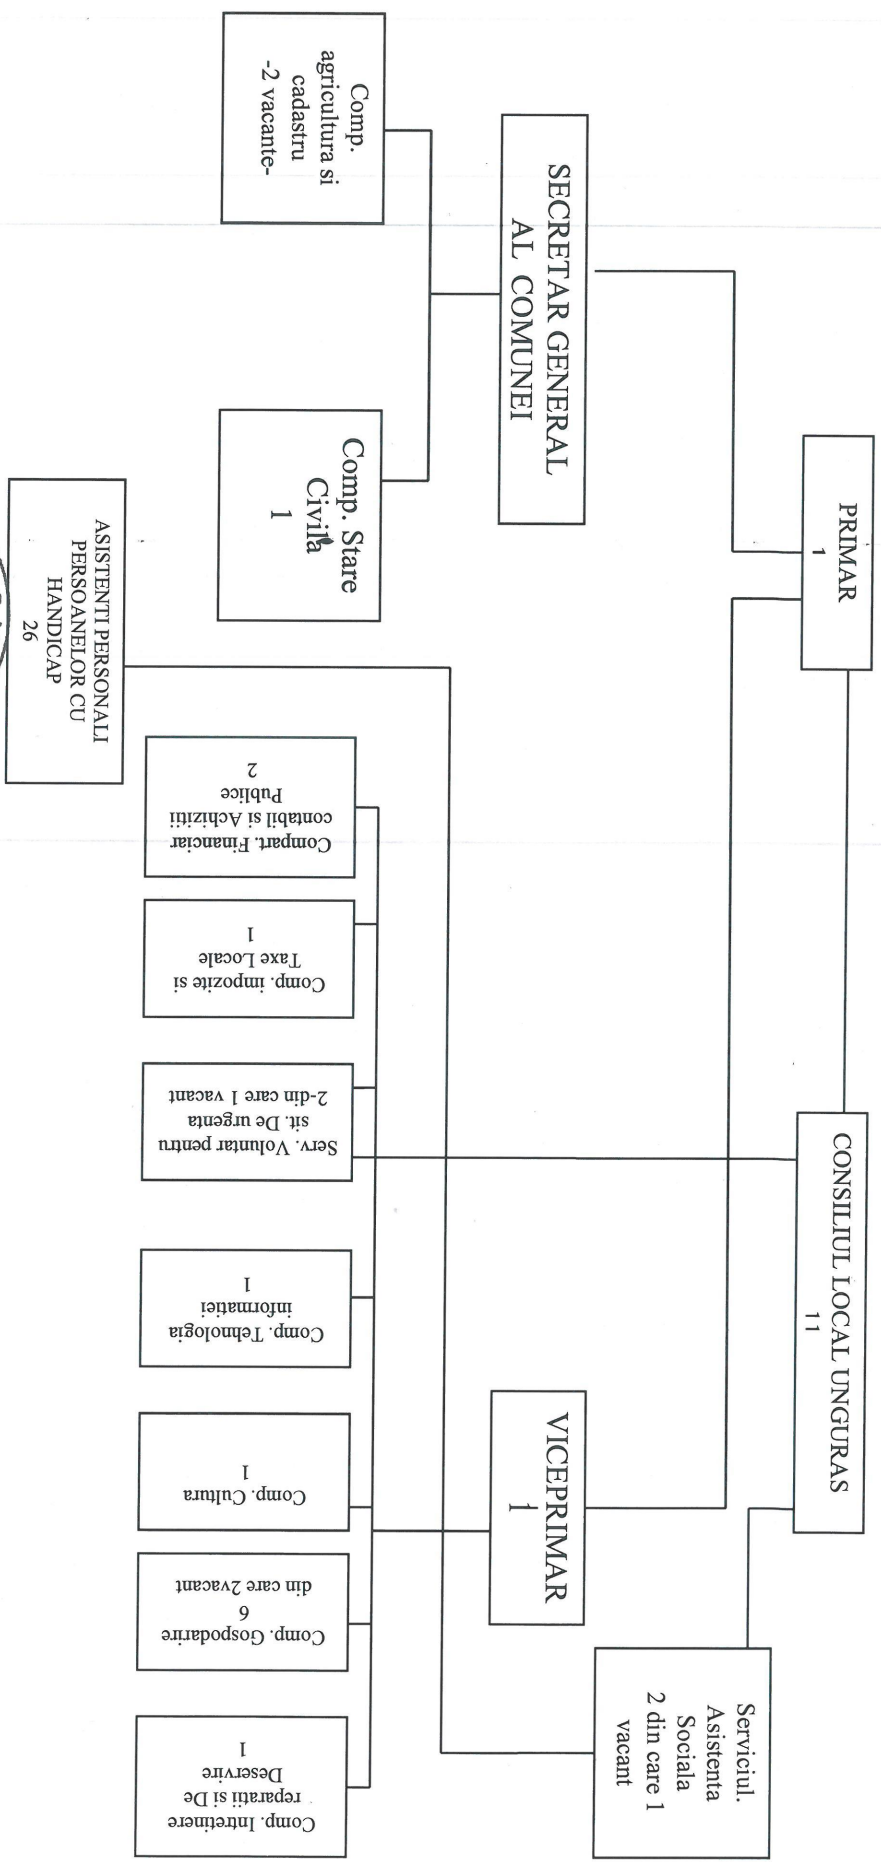 PRIMAR
1
CONSILIUL LOCAL UNGURAS
11
SECRETAR GENERAL
AL COMUNEI
VICEPRIMAR
1
Serviciul.
Asistenta
Sociala
2 din care 1
vacant
Comp.
agricultura si
cadastru
-2 vacante-
Comp. Stare
Civila
1
ASISTENTI PERSONALI
PERSOANELOR CU
HANDICAP
26
Compart. Financiar
contabil si Achizitii
Publice
2
Comp. impozite si
Taxe Locale
1
Serv. Voluntar pentru
sit. De urgenta
2-din care 1 vacant
Comp. Tehnologia
informatiei
1
Comp. Cultura
1
Comp. Gospodarire
6
din care 2vacant
Comp. Intretinere
reparatii si De
Deservire
1